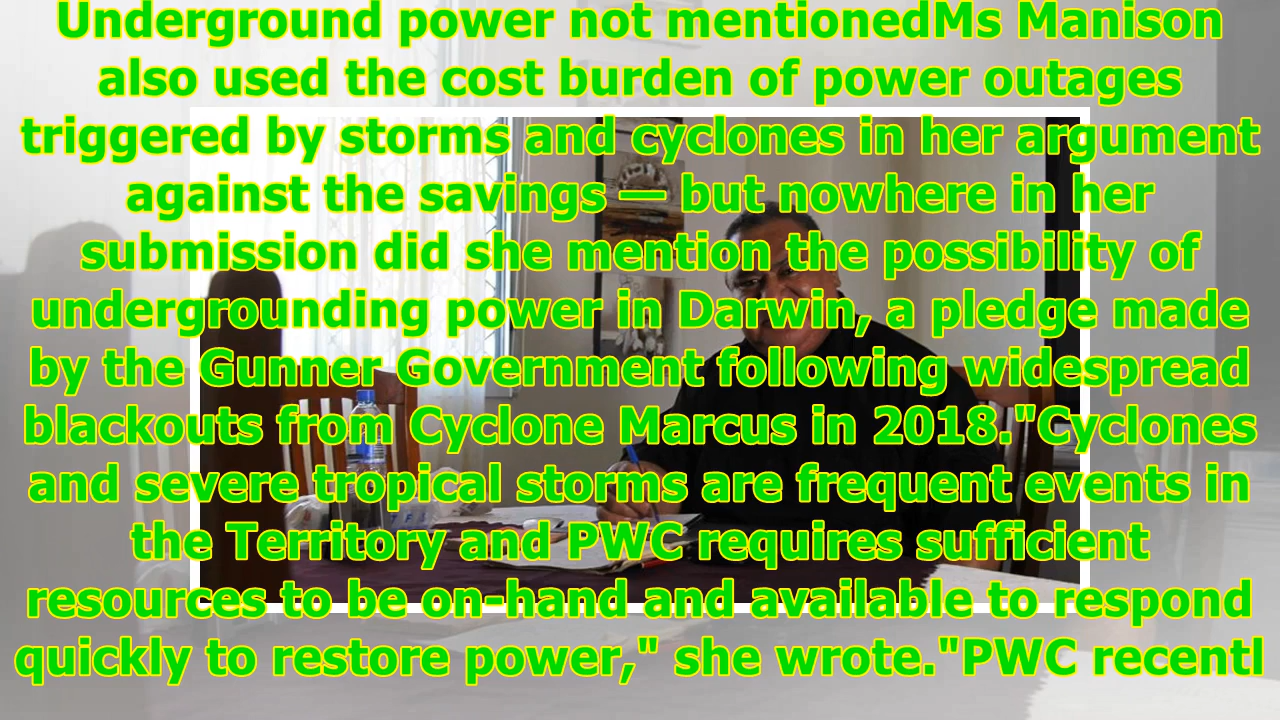 Underground power not mentionedMs Manison
also used the cost burden of power outages
triggered by storms and cyclones in her argument
against the savings — but nowhere in her
submission did she mention the possibility of
undergrounding power in Darwin, a pledge made
by the Gunner Government following widespread
blackouts from Cyclone Marcus in 2018."Cyclones
and severe tropical storms are frequent events in
the Territory and PWC requires sufficient
resources to be on-hand and available to respond
quickly to restore power," she wrote."PWC recentl